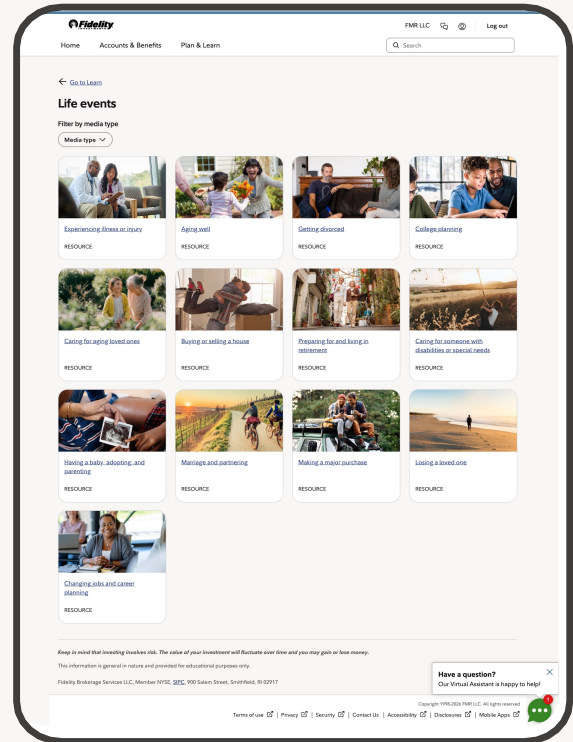 Fidelity
INVESTMENTS
FMR LLC
Log out
Home
Accounts & Benefits
Plan & Learn
Search
Go to Learn
Life events
Filter by media type
Media type
Experiencing illness or injury
RESOURCE
Aging well
RESOURCE
Getting divorced
RESOURCE
College planning
RESOURCE
Caring for aging loved ones
RESOURCE
Buying or selling a house
RESOURCE
Preparing for and living in
retirement
RESOURCE
Caring for someone with
disabilities or special needs
RESOURCE
Having a baby, adopting, and
parenting
RESOURCE
Marriage and partnering
RESOURCE
Making a major purchase
RESOURCE
Losing a loved one
RESOURCE
Changing jobs and career
planning
RESOURCE
Keep in mind that investing involves risk. The value of your investment will fluctuate over time and you may gain or lose money.
This information is general in nature and provided for educational purposes only.
Fidelity Brokerage Services LLC, Member NYSE, SIPC, 900 Salem Street, Smithfield, RI 02917
Have a question?
Our Virtual Assistant is happy to help!
1
Copyright 1998-2026 FMR LLC. All rights reserved
Terms of use | Privacy | Security | Contact Us | Accessibility | Disclosures | Mobile Apps